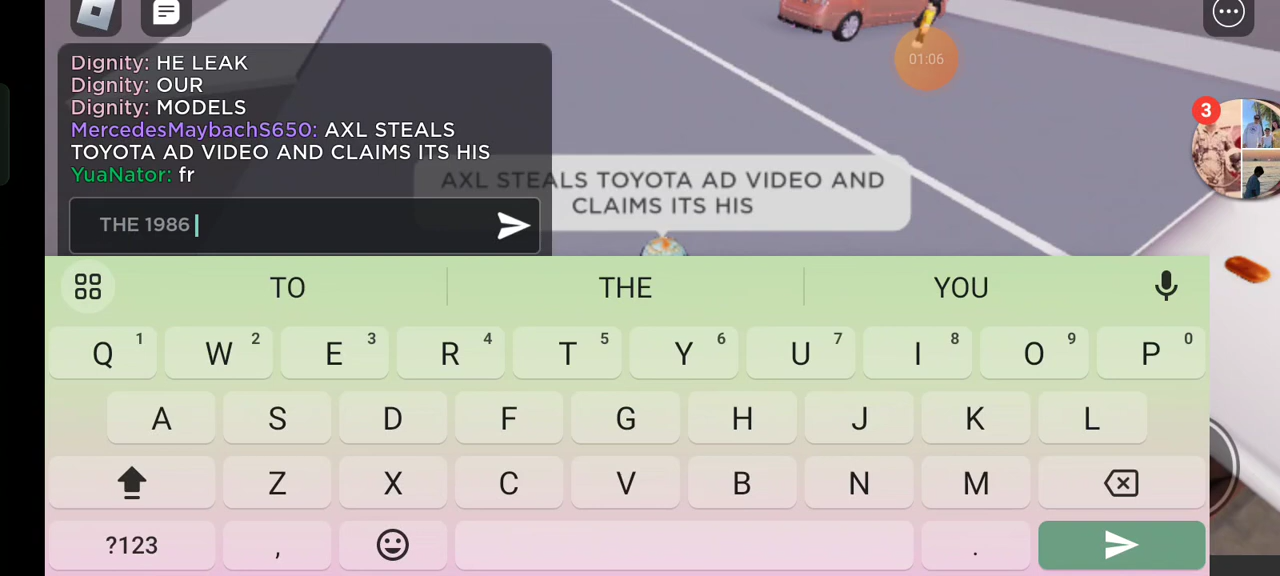 Dignity: HE LEAK
Dignity: OUR
Dignity: MODELS
MercedesMaybachS650: AXL STEALS
TOYOTA AD VIDEO AND CLAIMS ITS HIS
YuaNator: fr
THE 1986
01:06
3
AXL STEALS TOYOTA AD VIDEO AND
CLAIMS ITS HIS
TO THE YOU
Q 1 W 2 E 3 R 4 T 5 Y 6 U 7 I 8 O 9 P 0
A S D F G H J K L
Z X C V B N M
?123 , .